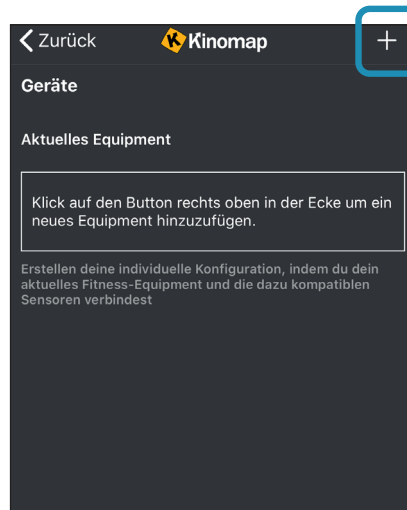 Zurück Kinomap +
Geräte
Aktuelles Equipment
Klick auf den Button rechts oben in der Ecke um ein
neues Equipment hinzuzufügen.
Erstellen deine individuelle Konfiguration, indem du dein
aktuelles Fitness-Equipment und die dazu kompatiblen
Sensoren verbindest